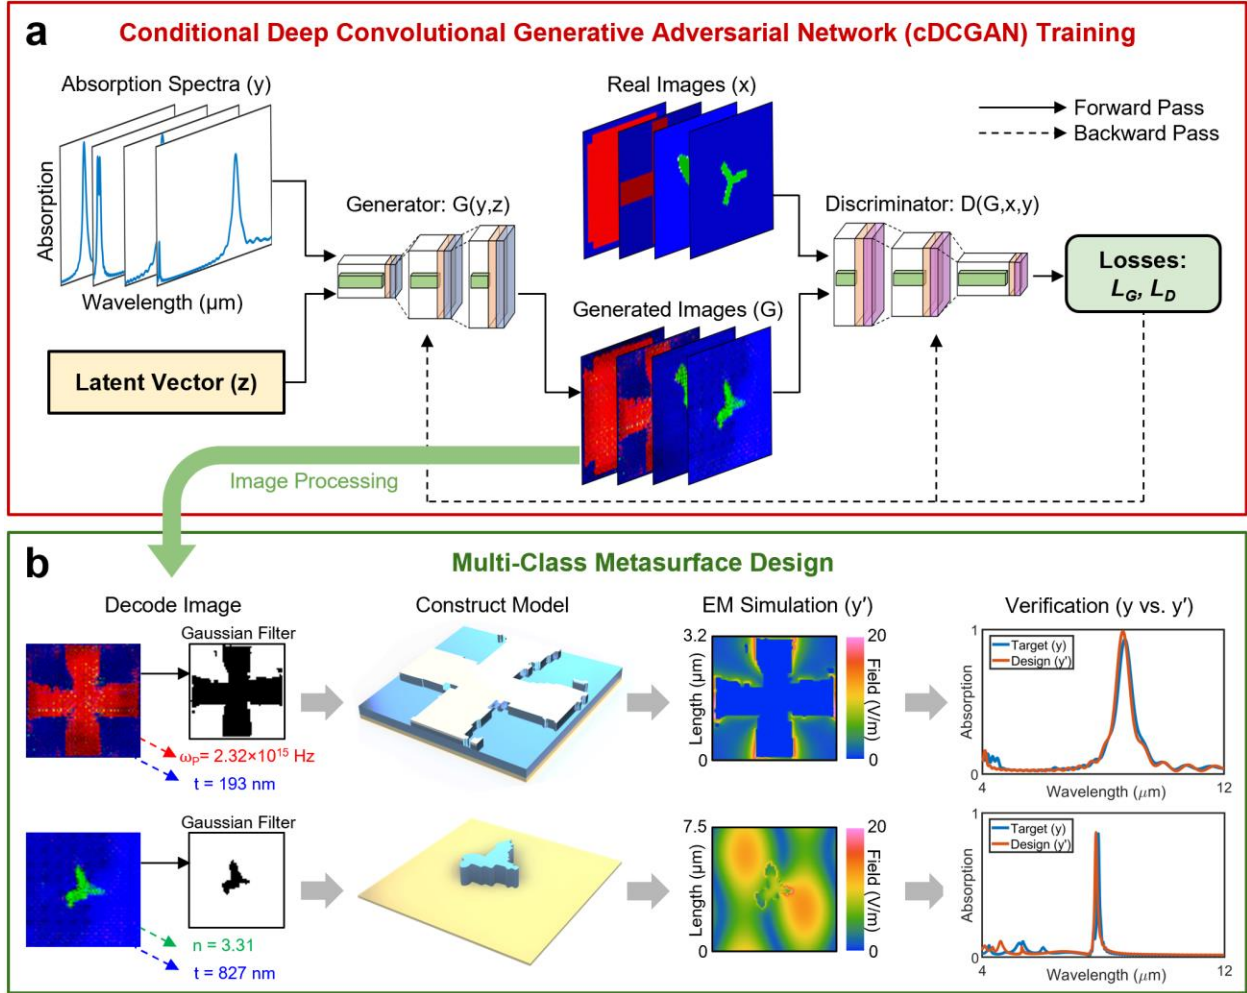 a
Conditional Deep Convolutional Generative Adversarial Network (cDCGAN) Training
Absorption Spectra (y)
Absorption
Wavelength (μm)
Latent Vector (z)
Generator: G(y,z)
Real Images (x)
Generated Images (G)
Forward Pass
Backward Pass
Discriminator: D(G,x,y)
Losses:
L_G, L_D
Image Processing
b
Multi-Class Metasurface Design
Decode Image
Construct Model
EM Simulation (y′)
Verification (y vs. y′)
Gaussian Filter
ω_P= 2.32×10¹⁵ Hz
t = 193 nm
3.2
Length (μm)
0
20
Field (V/m)
0
1
Target (y)
Design (y′)
Absorption
0
4
Wavelength (μm)
12
Gaussian Filter
n = 3.31
t = 827 nm
7.5
Length (μm)
0
20
Field (V/m)
0
1
Target (y)
Design (y′)
Absorption
0
4
Wavelength (μm)
12